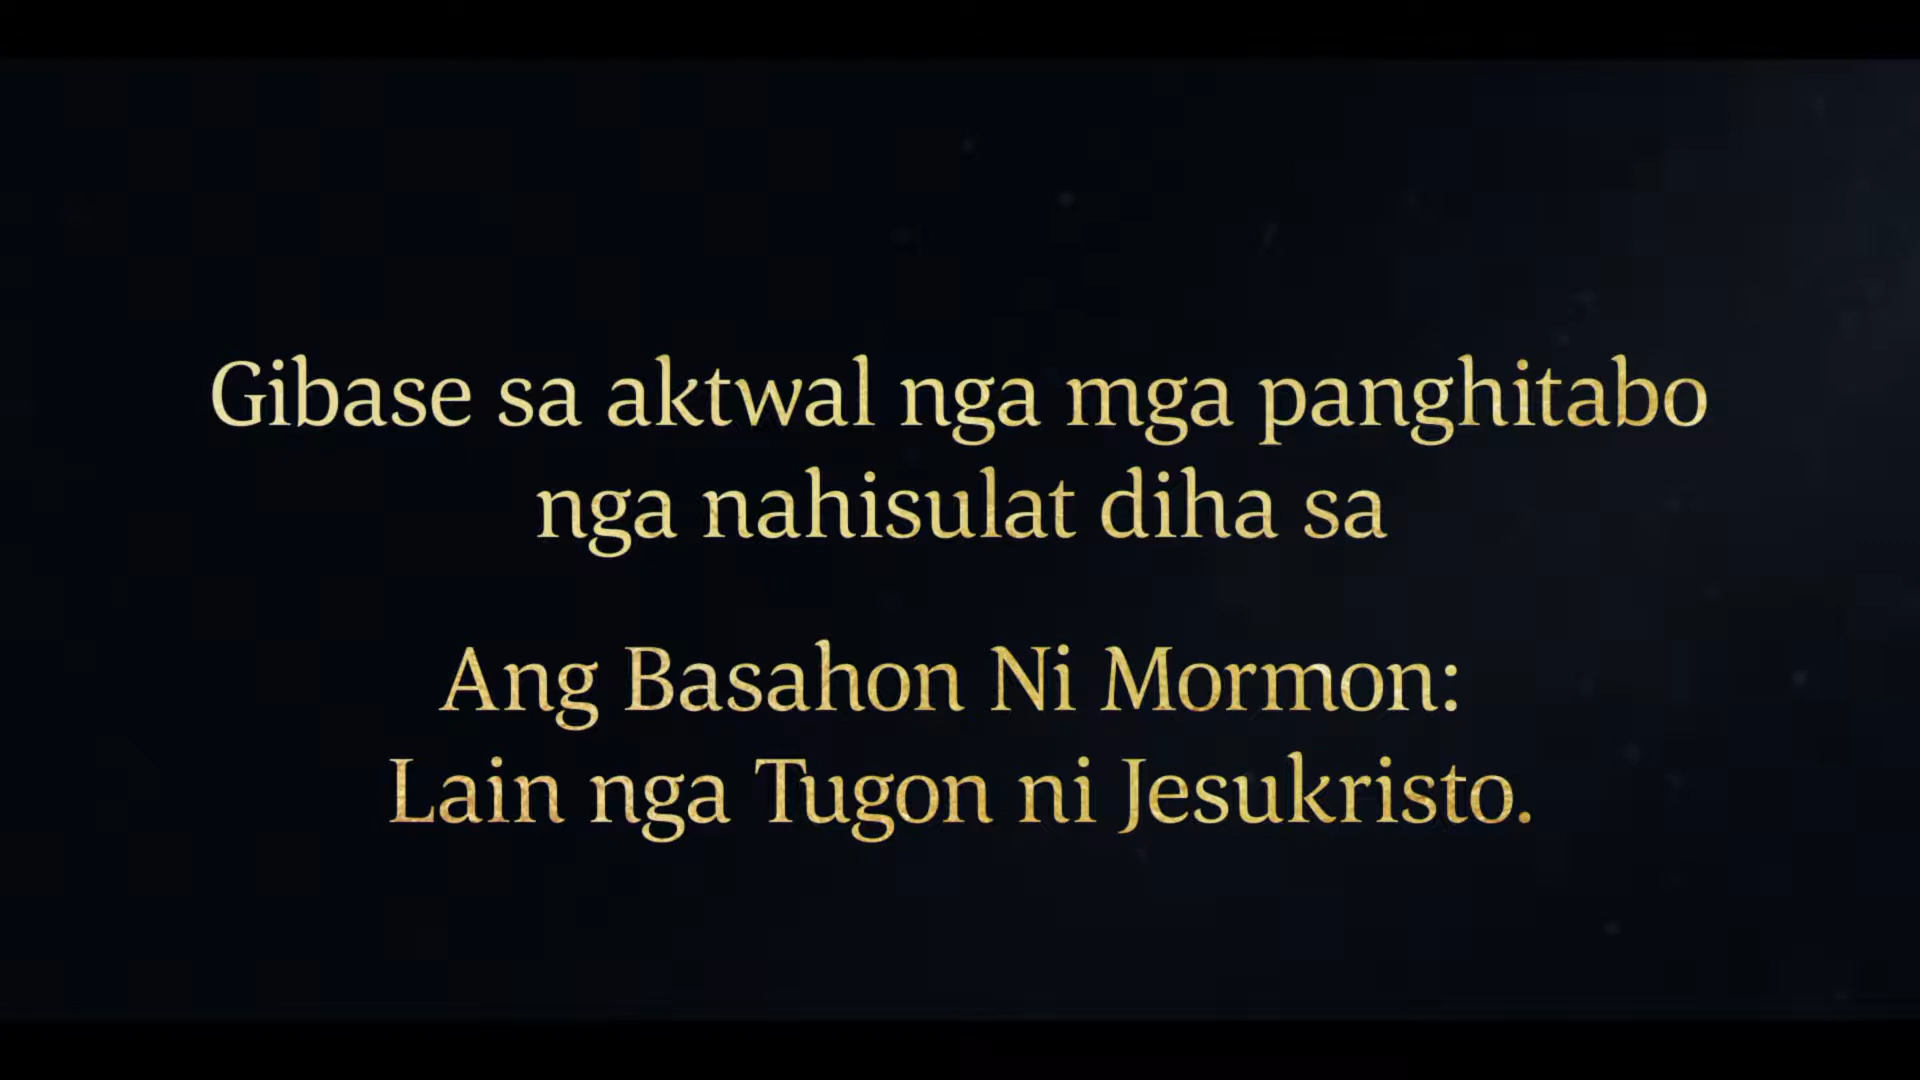 Gibase sa aktwal nga mga panghitabo
nga nahisulat diha sa
Ang Basahon Ni Mormon:
Lain nga Tugon ni Jesukristo.